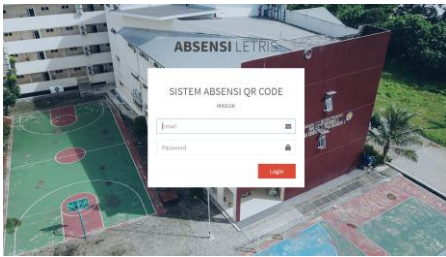 ABSENSI LETRIS
SISTEM ABSENSI QR CODE
MASUK
Email
Password
Login